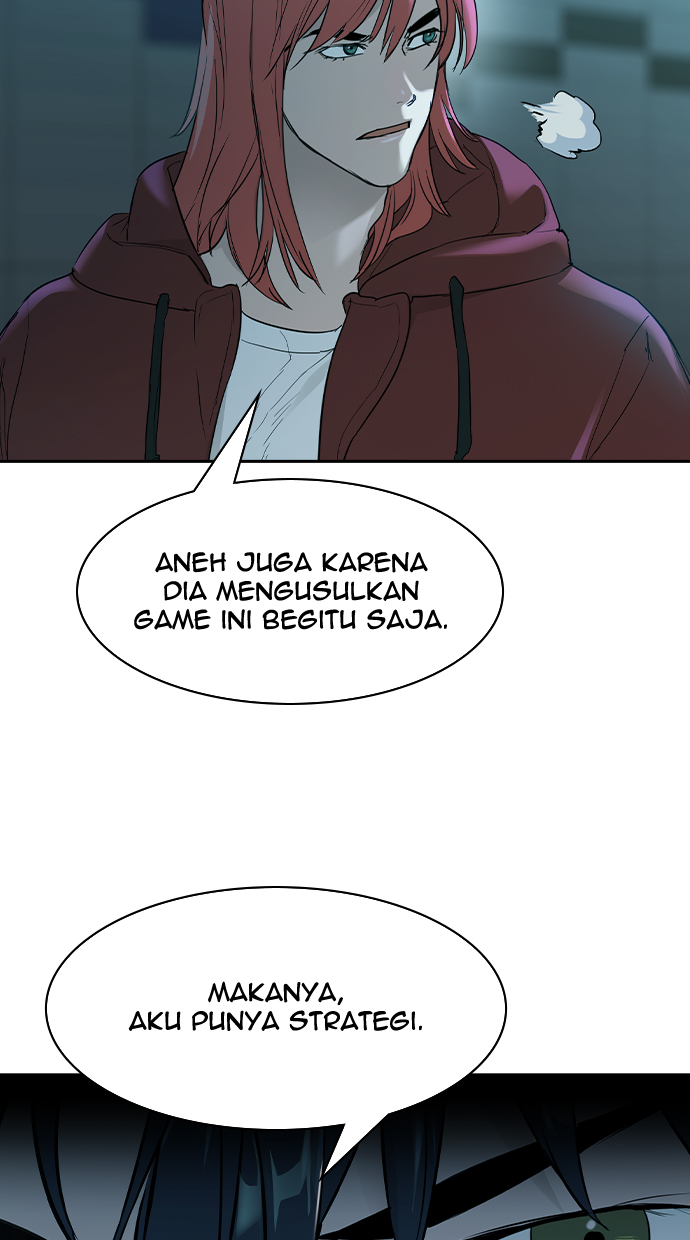 ANEH JUGA KARENA
DIA MENGUSULKAN
GAME INI BEGITU SAJA.
MAKANYA,
AKU PUNYA STRATEGI.